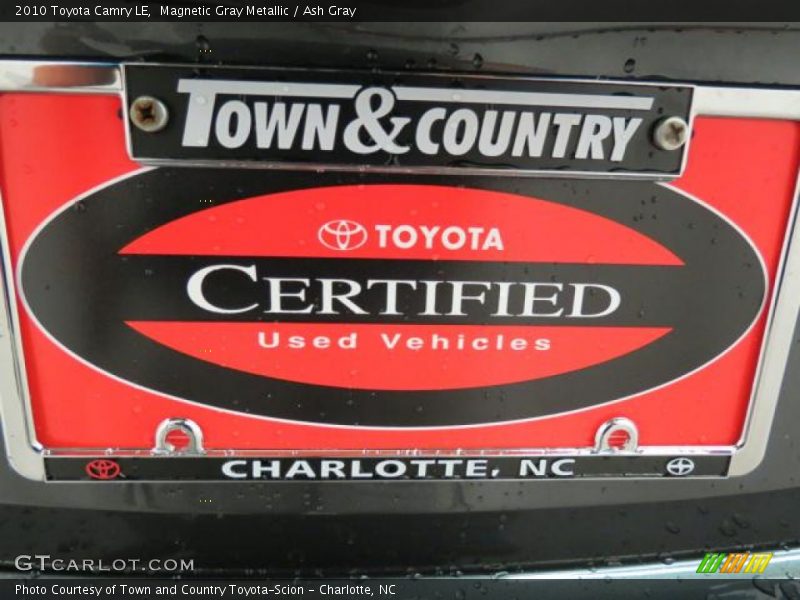 2010 Toyota Camry LE, Magnetic Gray Metallic / Ash Gray
TOWN & COUNTRY
TOYOTA
CERTIFIED
Used Vehicles
CHARLOTTE, NC
GTCARLOT.COM
Photo Courtesy of Town and Country Toyota-Scion - Charlotte, NC